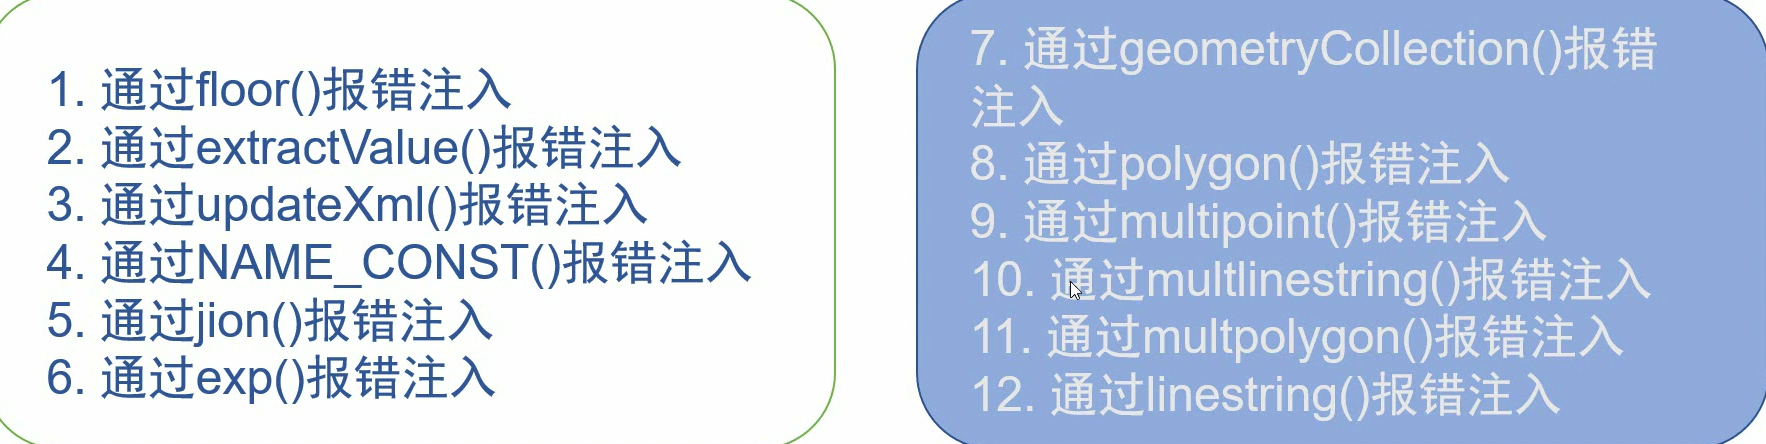 1. 通过floor()报错注入
2. 通过extractValue()报错注入
3. 通过updateXml()报错注入
4. 通过NAME_CONST()报错注入
5. 通过jion()报错注入
6. 通过exp()报错注入
7. 通过geometryCollection()报错
注入
8. 通过polygon()报错注入
9. 通过multipoint()报错注入
10. 通过multlinestring()报错注入
11. 通过multpolygon()报错注入
12. 通过linestring()报错注入